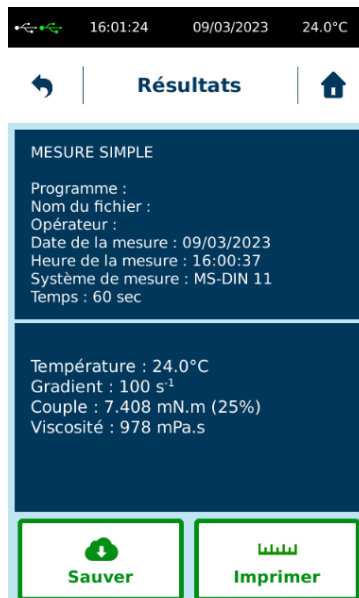 16:01:24 09/03/2023 24.0°C
Résultats
MESURE SIMPLE
Programme :
Nom du fichier :
Opérateur :
Date de la mesure : 09/03/2023
Heure de la mesure : 16:00:37
Système de mesure : MS-DIN 11
Temps : 60 sec
Température : 24.0°C
Gradient : 100 s⁻¹
Couple : 7.408 mN.m (25%)
Viscosité : 978 mPa.s
Sauver Imprimer